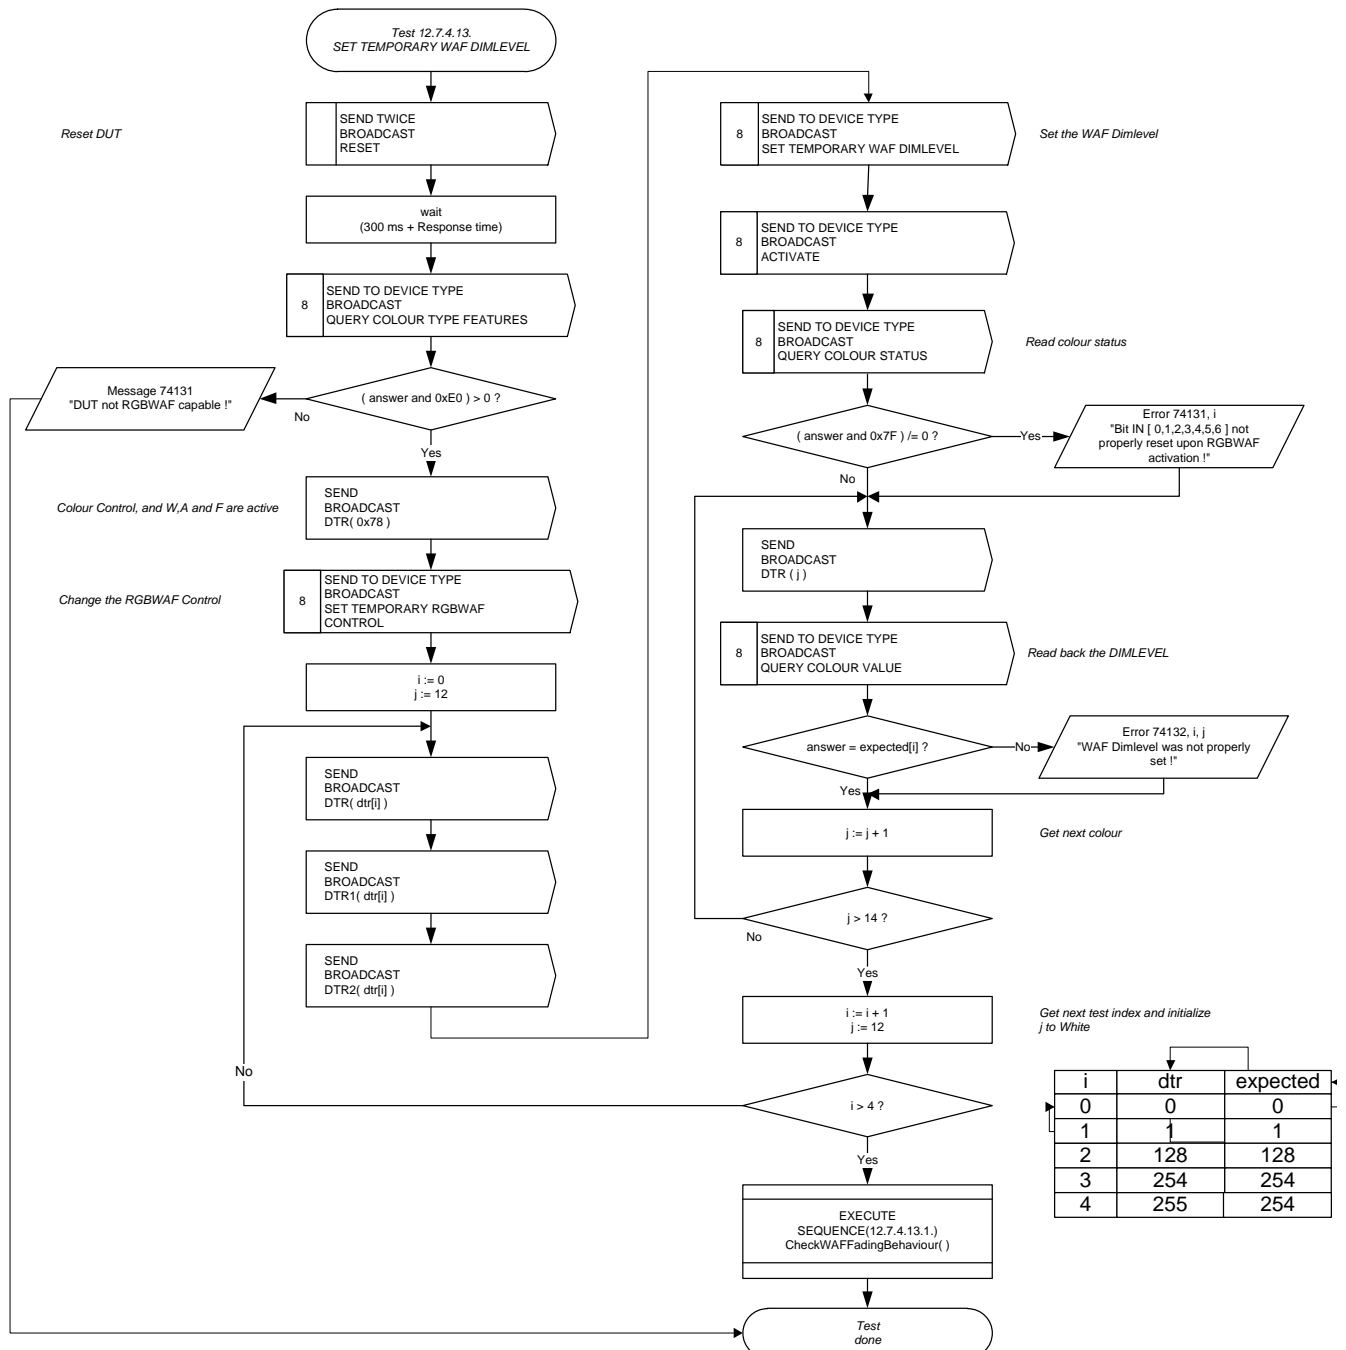 Test 12.7.4.13.
SET TEMPORARY WAF DIMLEVEL
Reset DUT
SEND TWICE
BROADCAST
RESET
wait
(300 ms + Response time)
8
SEND TO DEVICE TYPE
BROADCAST
QUERY COLOUR TYPE FEATURES
( answer and 0xE0 ) > 0 ?
No
Message 74131
"DUT not RGBWAF capable !"
Yes
Colour Control, and W,A and F are active
SEND
BROADCAST
DTR( 0x78 )
Change the RGBWAF Control
8
SEND TO DEVICE TYPE
BROADCAST
SET TEMPORARY RGBWAF
CONTROL
i := 0
j := 12
SEND
BROADCAST
DTR( dtr[i] )
SEND
BROADCAST
DTR1( dtr[i] )
SEND
BROADCAST
DTR2( dtr[i] )
No
8
SEND TO DEVICE TYPE
BROADCAST
SET TEMPORARY WAF DIMLEVEL
Set the WAF Dimlevel
8
SEND TO DEVICE TYPE
BROADCAST
ACTIVATE
8
SEND TO DEVICE TYPE
BROADCAST
QUERY COLOUR STATUS
Read colour status
( answer and 0x7F ) /= 0 ?
Yes
Error 74131, i
"Bit IN [ 0,1,2,3,4,5,6 ] not
properly reset upon RGBWAF
activation !"
No
SEND
BROADCAST
DTR ( j )
8
SEND TO DEVICE TYPE
BROADCAST
QUERY COLOUR VALUE
Read back the DIMLEVEL
answer = expected[i] ?
No
Error 74132, i, j
"WAF Dimlevel was not properly
set !"
Yes
j := j + 1
Get next colour
j > 14 ?
No
Yes
i := i + 1
j := 12
Get next test index and initialize
j to White
i > 4 ?
Yes
EXECUTE
SEQUENCE(12.7.4.13.1.)
CheckWAFFadingBehaviour( )
Test
done
i dtr expected
0 0 0
1 1 1
2 128 128
3 254 254
4 255 254